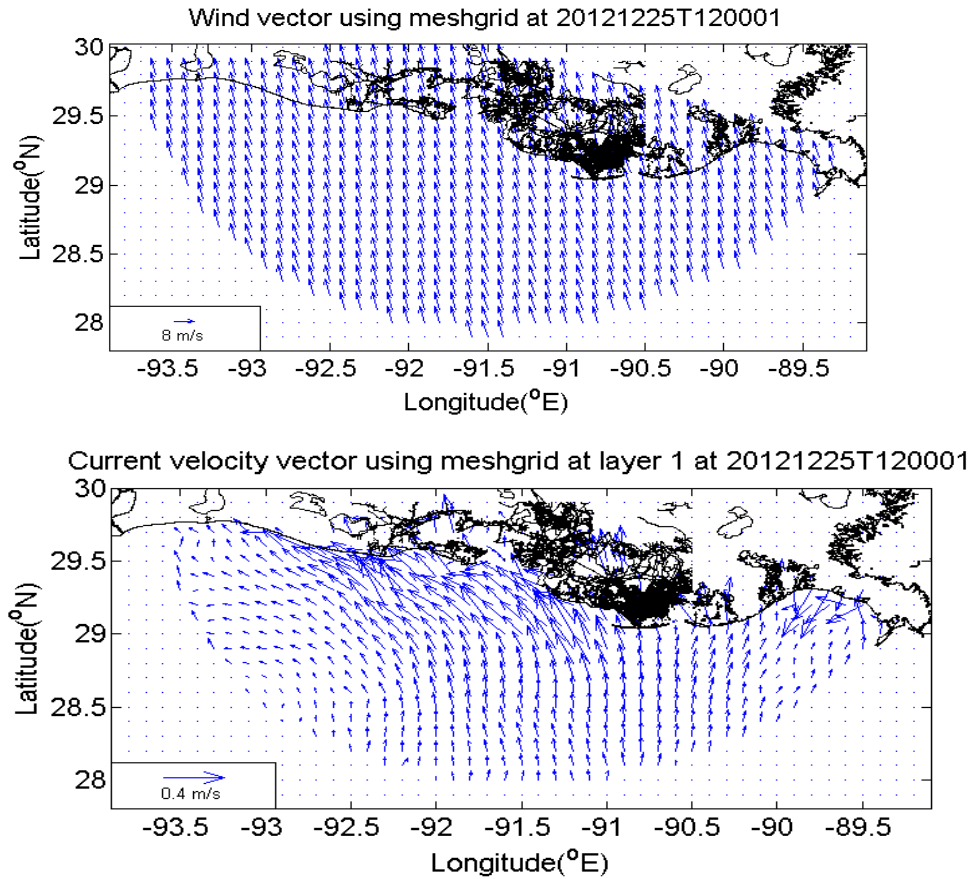 Wind vector using meshgrid at 20121225T120001
30
29.5
29
28.5
28
Latitude(°N)
8 m/s
-93.5 -93 -92.5 -92 -91.5 -91 -90.5 -90 -89.5
Longitude(°E)
Current velocity vector using meshgrid at layer 1 at 20121225T120001
30
29.5
29
28.5
28
Latitude(°N)
0.4 m/s
-93.5 -93 -92.5 -92 -91.5 -91 -90.5 -90 -89.5
Longitude(°E)